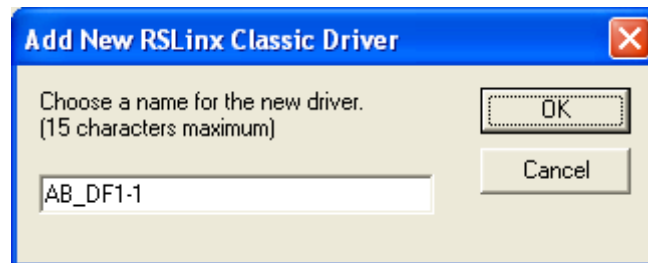 Add New RSLinx Classic Driver
Choose a name for the new driver.
(15 characters maximum)
AB_DF1-1
OK
Cancel